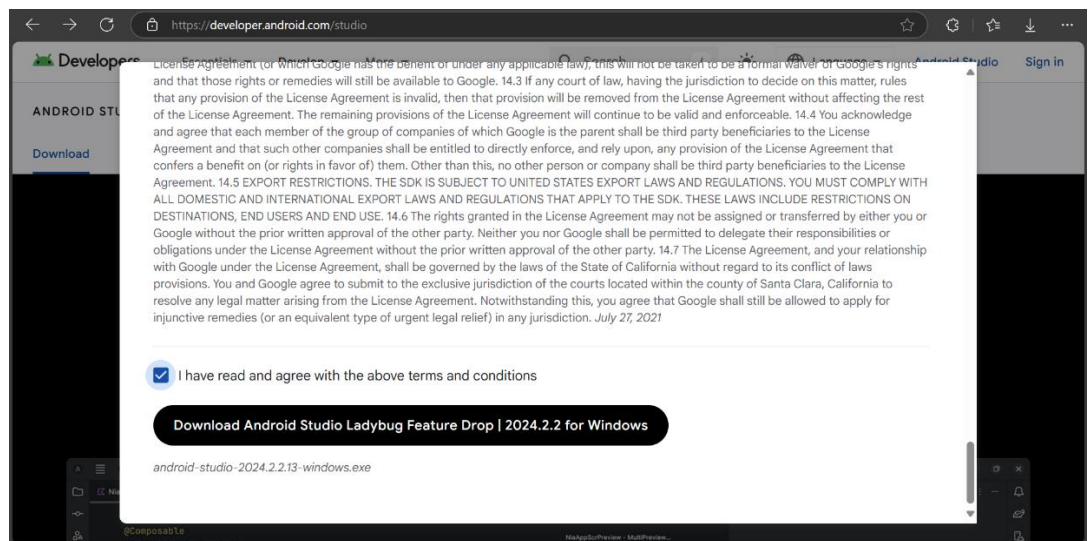 https://developer.android.com/studio
Developers Essentials Develop More Search Language Android Studio Sign in
ANDROID STU
Download
License Agreement (or which Google has the benefit of under any applicable law), this will not be taken to be a formal waiver of Google's rights
and that those rights or remedies will still be available to Google. 14.3 If any court of law, having the jurisdiction to decide on this matter, rules
that any provision of the License Agreement is invalid, then that provision will be removed from the License Agreement without affecting the rest
of the License Agreement. The remaining provisions of the License Agreement will continue to be valid and enforceable. 14.4 You acknowledge
and agree that each member of the group of companies of which Google is the parent shall be third party beneficiaries to the License
Agreement and that such other companies shall be entitled to directly enforce, and rely upon, any provision of the License Agreement that
confers a benefit on (or rights in favor of) them. Other than this, no other person or company shall be third party beneficiaries to the License
Agreement. 14.5 EXPORT RESTRICTIONS. THE SDK IS SUBJECT TO UNITED STATES EXPORT LAWS AND REGULATIONS. YOU MUST COMPLY WITH
ALL DOMESTIC AND INTERNATIONAL EXPORT LAWS AND REGULATIONS THAT APPLY TO THE SDK. THESE LAWS INCLUDE RESTRICTIONS ON
DESTINATIONS, END USERS AND END USE. 14.6 The rights granted in the License Agreement may not be assigned or transferred by either you or
Google without the prior written approval of the other party. Neither you nor Google shall be permitted to delegate their responsibilities or
obligations under the License Agreement without the prior written approval of the other party. 14.7 The License Agreement, and your relationship
with Google under the License Agreement, shall be governed by the laws of the State of California without regard to its conflict of laws
provisions. You and Google agree to submit to the exclusive jurisdiction of the courts located within the county of Santa Clara, California to
resolve any legal matter arising from the License Agreement. Notwithstanding this, you agree that Google shall still be allowed to apply for
injunctive remedies (or an equivalent type of urgent legal relief) in any jurisdiction. July 27, 2021
I have read and agree with the above terms and conditions
Download Android Studio Ladybug Feature Drop | 2024.2.2 for Windows
android-studio-2024.2.2.13-windows.exe
Nia
@Composable
NiaAppScrPreview - MultiPreview...